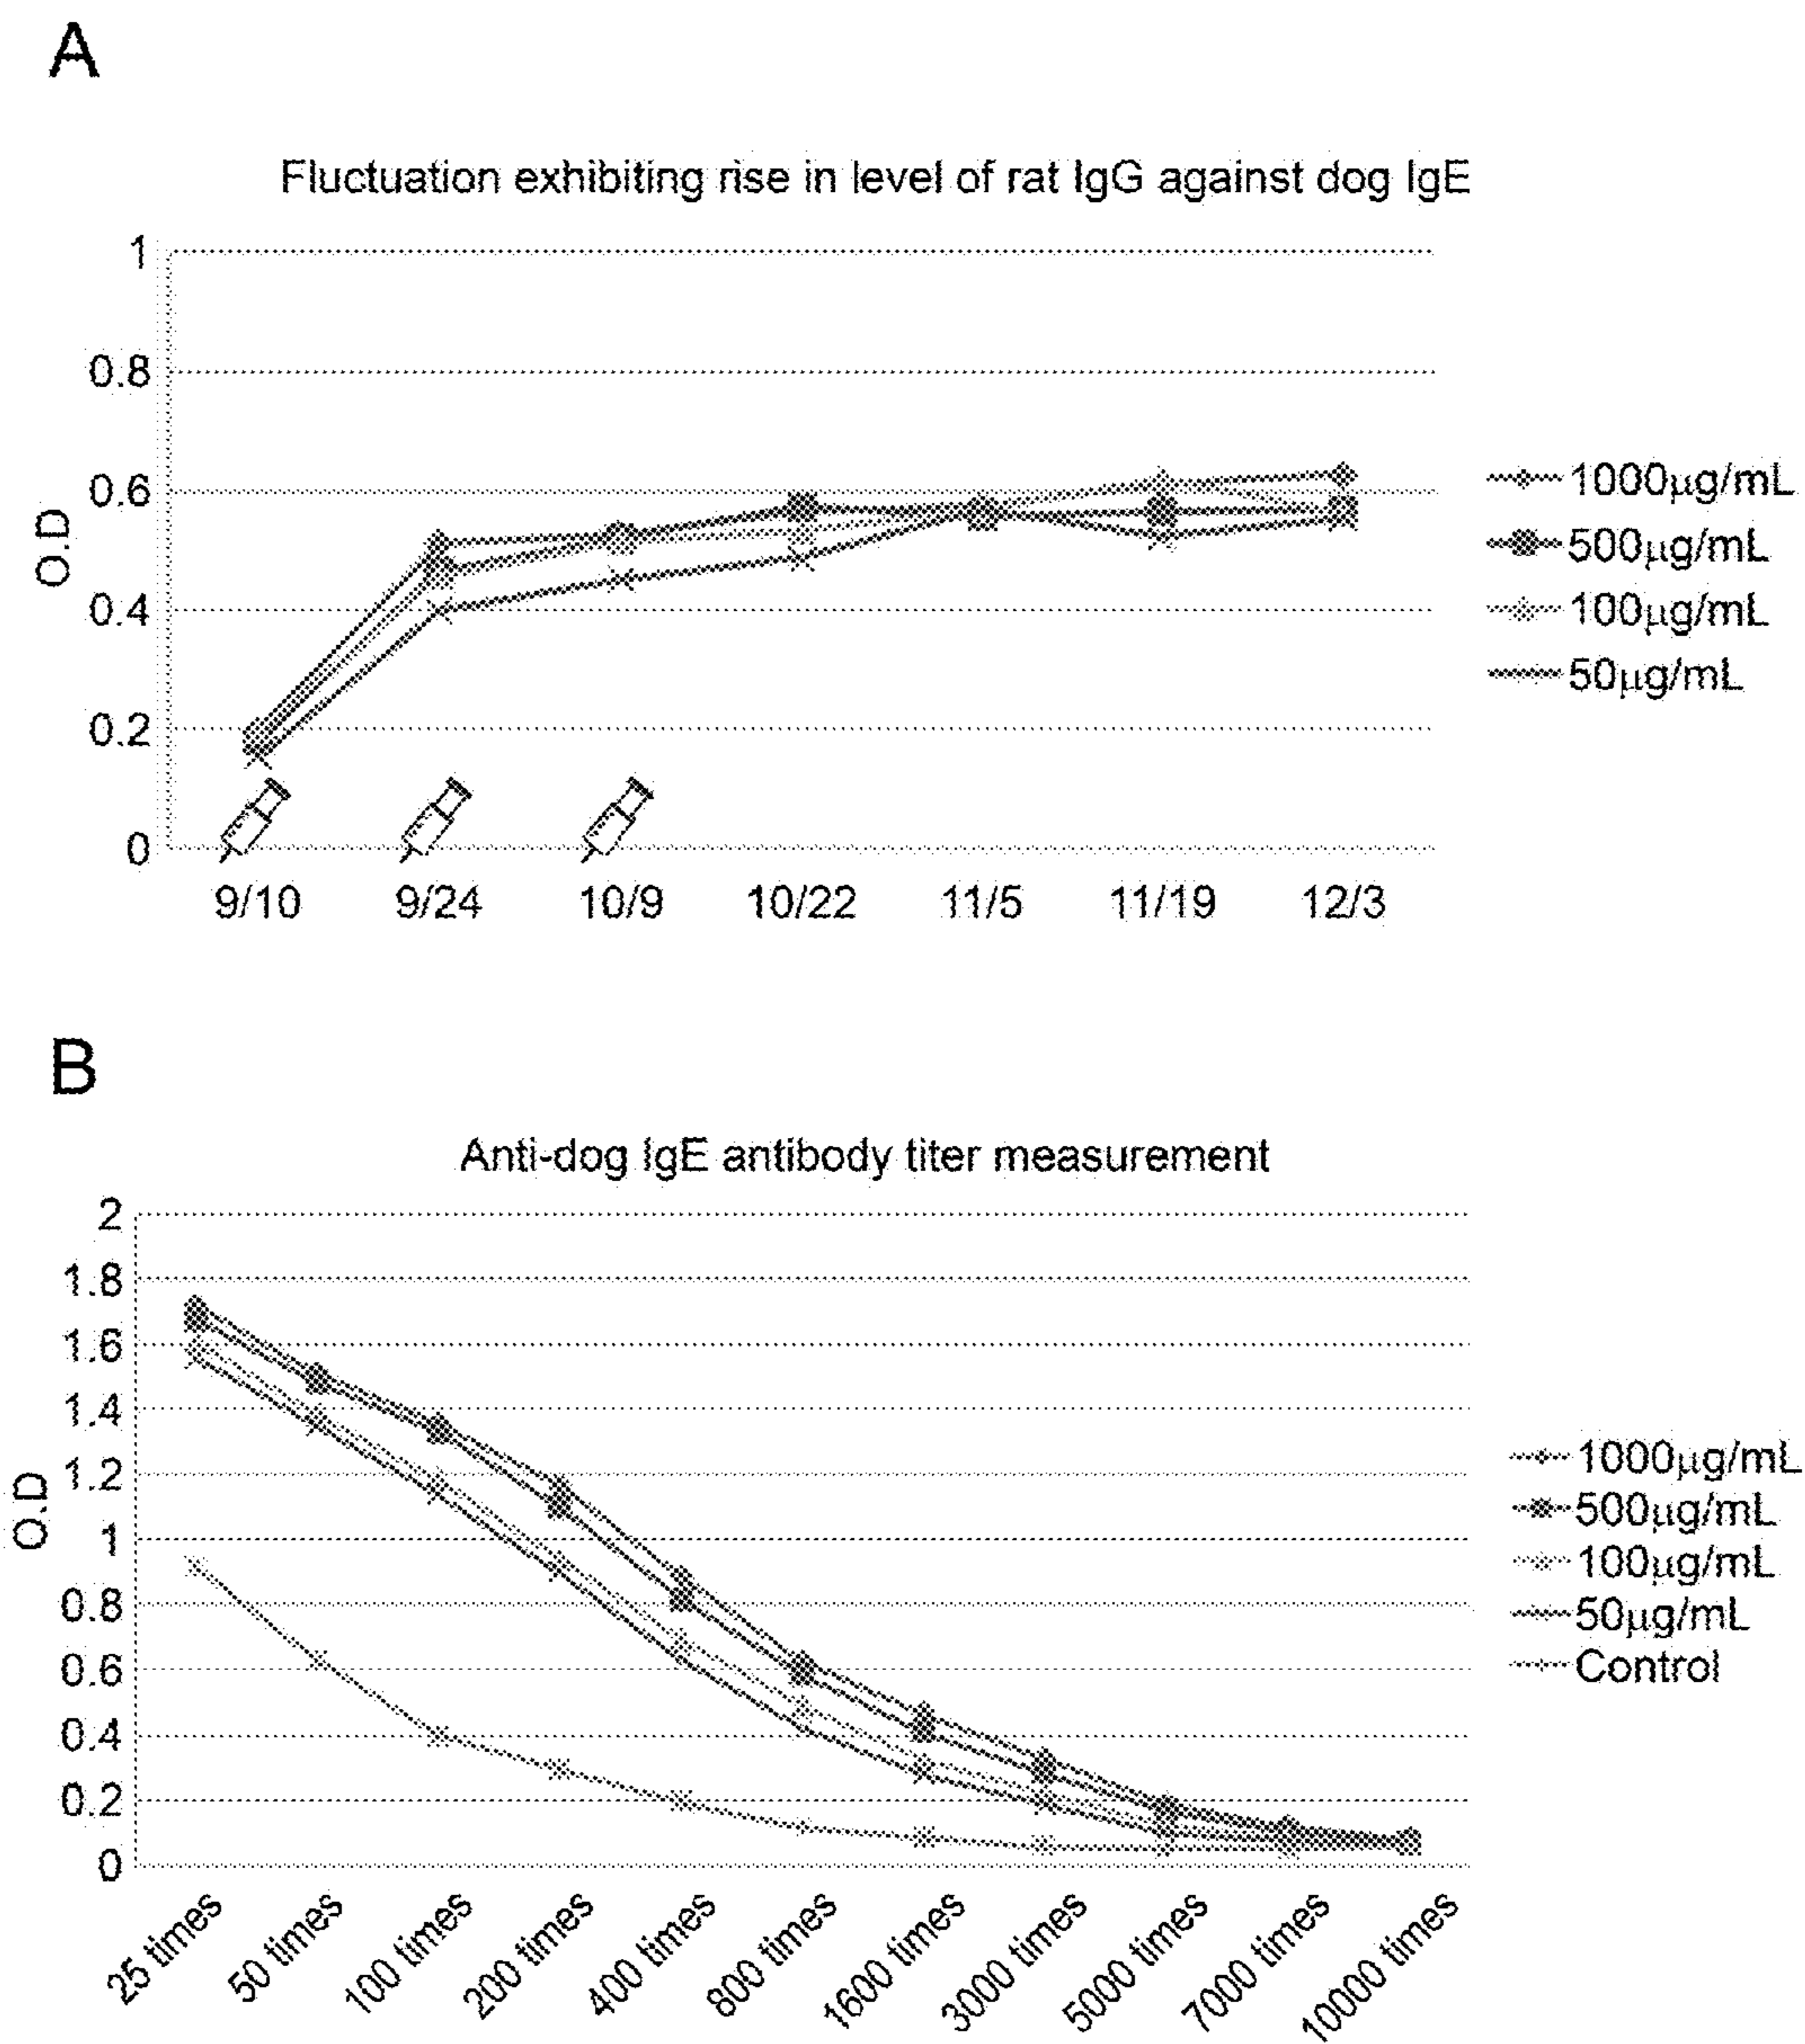 A
Fluctuation exhibiting rise in level of rat IgG against dog IgE
1
0.8
0.6
0.4
0.2
0
O.D
9/10 9/24 10/9 10/22 11/5 11/19 12/3
1000µg/mL
500µg/mL
100µg/mL
50µg/mL
B
Anti-dog IgE antibody titer measurement
2
1.8
1.6
1.4
1.2
1
0.8
0.6
0.4
0.2
0
O.D
25 times 50 times 100 times 200 times 400 times 800 times 1600 times 3000 times 5000 times 7000 times 10000 times
1000µg/mL
500µg/mL
100µg/mL
50µg/mL
Control